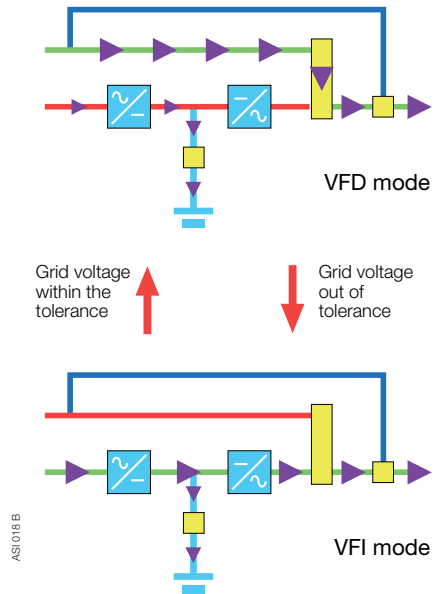 VFD mode
Grid voltage
within the
tolerance
Grid voltage
out of
tolerance
ASI 018 B
VFI mode